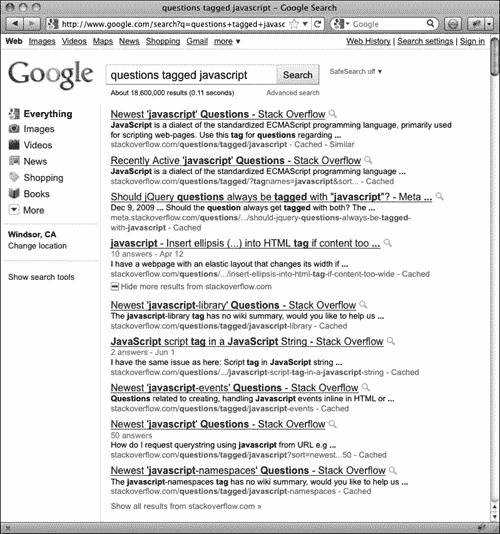 questions tagged javascript - Google Search
http://www.google.com/search?q=questions+tagged+javasc
Google
Web Images Videos Maps News Shopping Gmail more ▼
Web History | Search settings | Sign in
Google
questions tagged javascript
Search
SafeSearch off ▼
About 18,600,000 results (0.11 seconds)
Advanced search
Everything
Images
Videos
News
Shopping
Books
More
Windsor, CA
Change location
Show search tools
Newest 'javascript' Questions - Stack Overflow
JavaScript is a dialect of the standardized ECMAScript programming language, primarily used
for scripting web-pages. Use this tag for questions regarding ...
stackoverflow.com/questions/tagged/javascript - Cached - Similar
Recently Active 'javascript' Questions - Stack Overflow
JavaScript is a dialect of the standardized ECMAScript programming language ...
stackoverflow.com/questions/tagged/?tagnames=javascript&sort... - Cached
Should jQuery questions always be tagged with "javascript"? - Meta ...
Dec 9, 2009 ... Should the question always get tagged with both? The ...
meta.stackoverflow.com/questions/.../should-jquery-questions-always-be-tagged-
with-javascript - Cached
javascript - Insert ellipsis (...) into HTML tag if content too ...
10 answers - Apr 12
I have a webpage with an elastic layout that changes its width if ...
stackoverflow.com/questions/.../insert-ellipsis-into-html-tag-if-content-too-wide - Cached
Hide more results from stackoverflow.com
Newest 'javascript-library' Questions - Stack Overflow
The javascript-library tag has no wiki summary, would you like to help us ...
stackoverflow.com/questions/tagged/javascript-library - Cached
JavaScript script tag in a JavaScript String - Stack Overflow
2 answers - Jun 1
I have the same issue as here: Script tag in JavaScript string ...
stackoverflow.com/questions/.../javascript-script-tag-in-a-javascript-string - Cached
Newest 'javascript-events' Questions - Stack Overflow
Questions related to creating, handling Javascript events inline in HTML or ...
stackoverflow.com/questions/tagged/javascript-events - Cached
Newest 'javascript' Questions - Stack Overflow
50 answers
How do I request querystring using javascript from URL e.g ...
stackoverflow.com/questions/tagged/javascript?sort=newest...50 - Cached
Newest 'javascript-namespaces' Questions - Stack Overflow
The javascript-namespaces tag has no wiki summary, would you like to help us ...
stackoverflow.com/questions/tagged/javascript-namespaces - Cached
Show all results from stackoverflow.com »